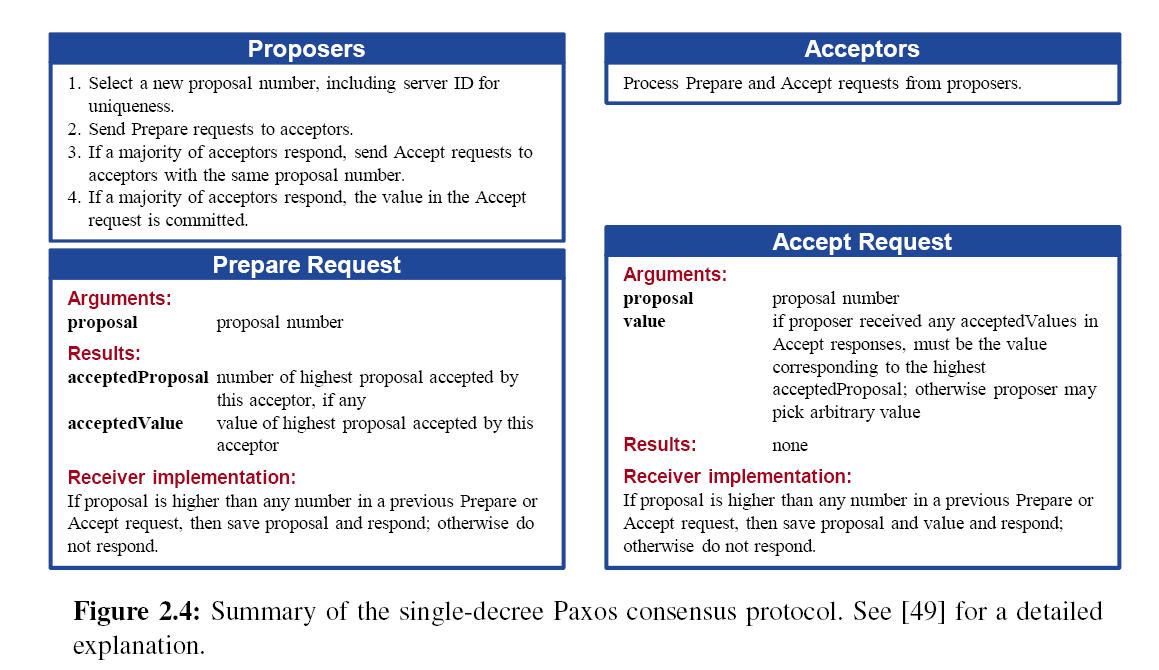 Proposers
1. Select a new proposal number, including server ID for
uniqueness.
2. Send Prepare requests to acceptors.
3. If a majority of acceptors respond, send Accept requests to
acceptors with the same proposal number.
4. If a majority of acceptors respond, the value in the Accept
request is committed.
Acceptors
Process Prepare and Accept requests from proposers.
Prepare Request
Arguments:
proposal proposal number
Results:
acceptedProposal number of highest proposal accepted by
this acceptor, if any
acceptedValue value of highest proposal accepted by this
acceptor
Receiver implementation:
If proposal is higher than any number in a previous Prepare or
Accept request, then save proposal and respond; otherwise do
not respond.
Accept Request
Arguments:
proposal proposal number
value if proposer received any acceptedValues in
Accept responses, must be the value
corresponding to the highest
acceptedProposal; otherwise proposer may
pick arbitrary value
Results: none
Receiver implementation:
If proposal is higher than any number in a previous Prepare or
Accept request, then save proposal and value and respond;
otherwise do not respond.
Figure 2.4: Summary of the single-decree Paxos consensus protocol. See [49] for a detailed
explanation.